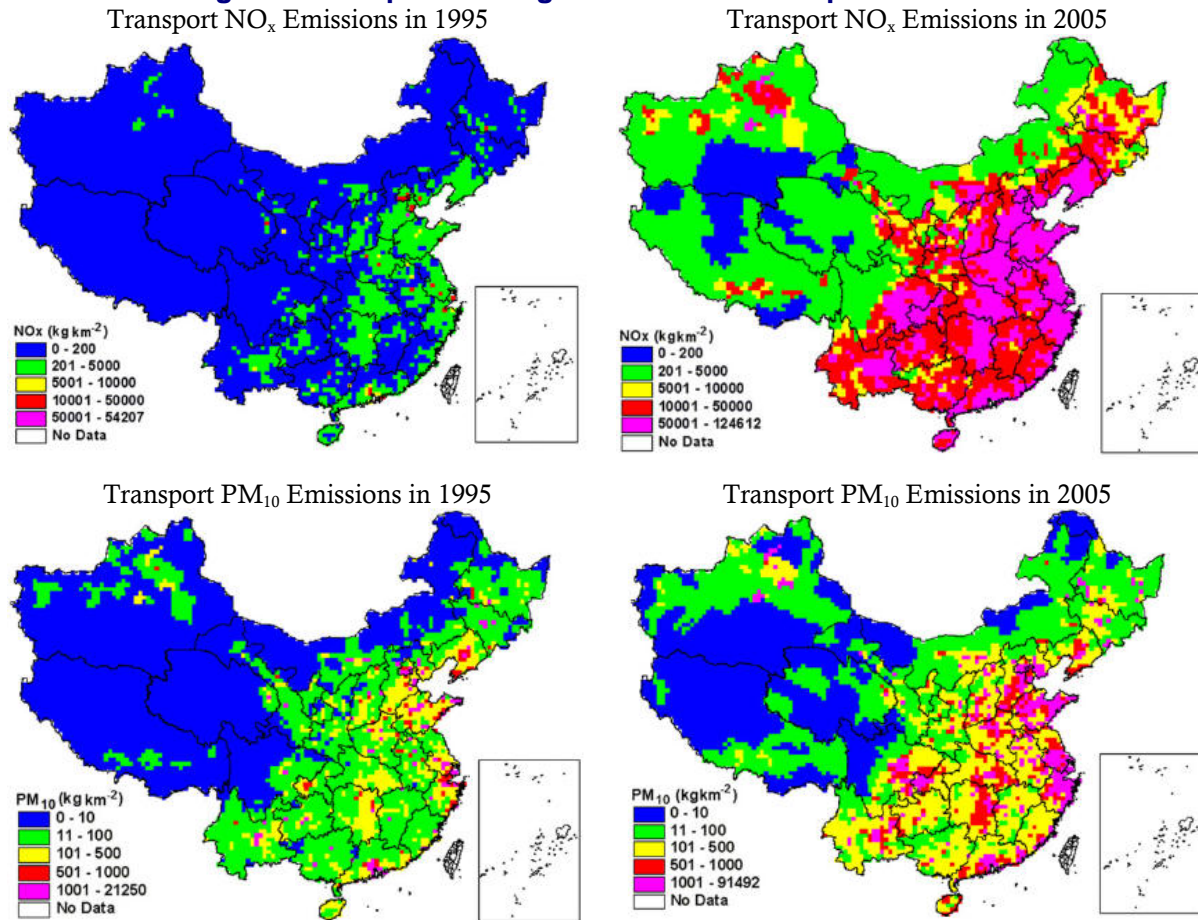 Transport NOx Emissions in 1995
Transport NOx Emissions in 2005
NOx (kg km-2)
0 - 200
201 - 5000
5001 - 10000
10001 - 50000
50001 - 54207
No Data
NOx (kg km-2)
0 - 200
201 - 5000
5001 - 10000
10001 - 50000
50001 - 124612
No Data
Transport PM10 Emissions in 1995
Transport PM10 Emissions in 2005
PM10 (kg km-2)
0 - 10
11 - 100
101 - 500
501 - 1000
1001 - 21250
No Data
PM10 (kg km-2)
0 - 10
11 - 100
101 - 500
501 - 1000
1001 - 91492
No Data